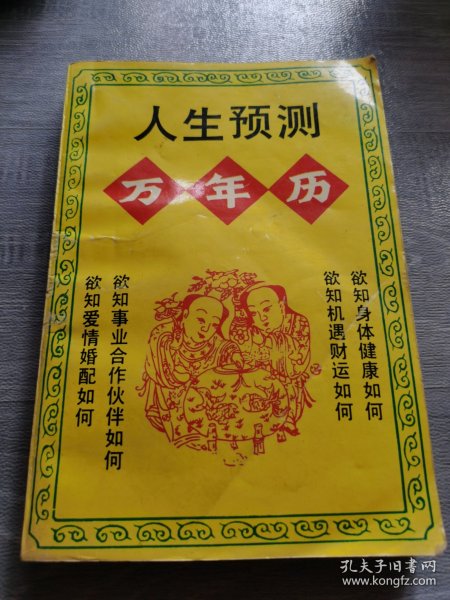 人生预测
万年历
欲知身体健康如何
欲知机遇财运如何
欲知事业合作伙伴如何
欲知爱情婚配如何
孔夫子旧书网
www.kongfz.com